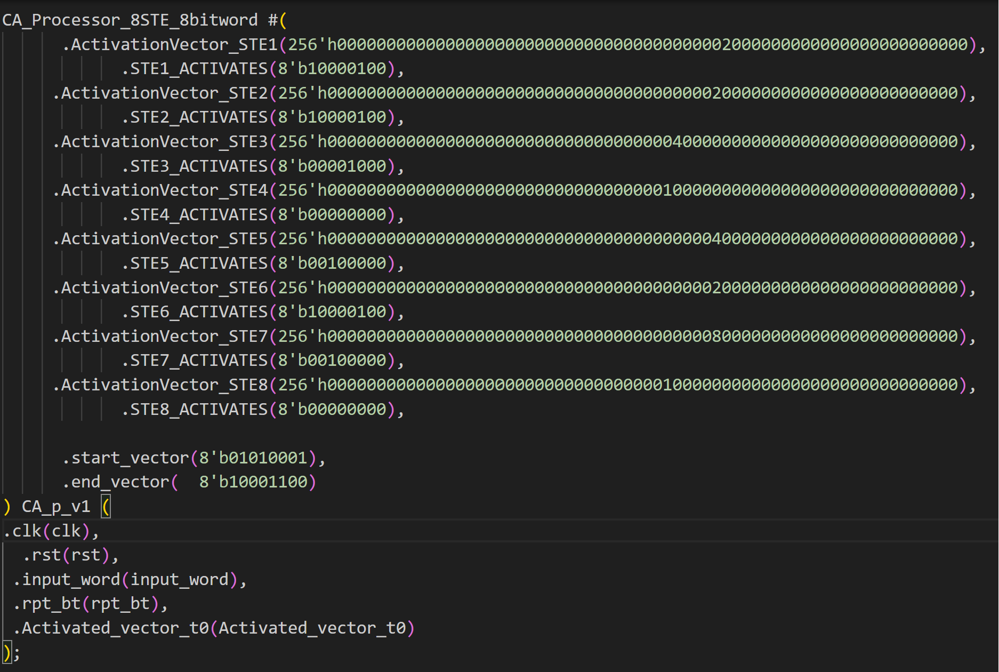 CA_Processor_8STE_8bitword #(
.ActivationVector_STE1(256'h0000000000000000000000000000000000000002000000000000000000000000),
.STE1_ACTIVATES(8'b10000100),
.ActivationVector_STE2(256'h0000000000000000000000000000000000000002000000000000000000000000),
.STE2_ACTIVATES(8'b10000100),
.ActivationVector_STE3(256'h0000000000000000000000000000000000040000000000000000000000000000),
.STE3_ACTIVATES(8'b00001000),
.ActivationVector_STE4(256'h0000000000000000000000000000000000100000000000000000000000000000),
.STE4_ACTIVATES(8'b00000000),
.ActivationVector_STE5(256'h0000000000000000000000000000000000000004000000000000000000000000),
.STE5_ACTIVATES(8'b00100000),
.ActivationVector_STE6(256'h0000000000000000000000000000000000000002000000000000000000000000),
.STE6_ACTIVATES(8'b10000100),
.ActivationVector_STE7(256'h0000000000000000000000000000000000000008000000000000000000000000),
.STE7_ACTIVATES(8'b00100000),
.ActivationVector_STE8(256'h0000000000000000000000000000000000100000000000000000000000000000),
.STE8_ACTIVATES(8'b00000000),
.start_vector(8'b01010001),
.end_vector(  8'b10001100)
) CA_p_v1 (
.clk(clk),
.rst(rst),
.input_word(input_word),
.rpt_bt(rpt_bt),
.Activated_vector_t0(Activated_vector_t0)
);